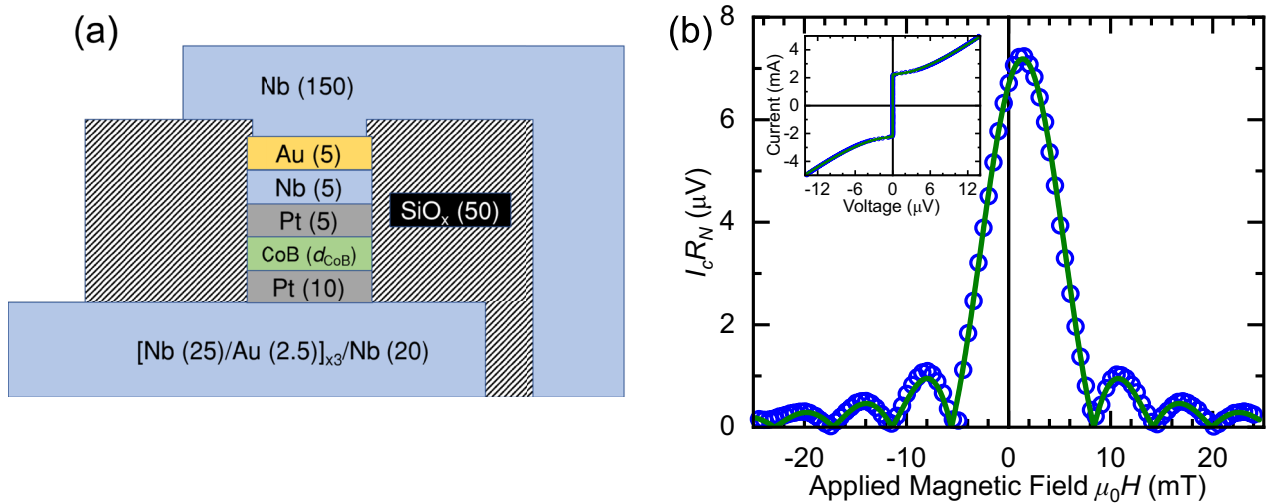 (a)
Nb (150)
Au (5)
Nb (5)
Pt (5)
CoB (d_CoB)
Pt (10)
SiOₓ (50)
[Nb (25)/Au (2.5)]ₓ₃/Nb (20)
(b)
8
6
4
2
0
I_cR_N (μV)
-20
-10
0
10
20
Applied Magnetic Field μ₀H (mT)
4
2
0
-2
-4
Current (mA)
-12
-6
0
6
12
Voltage (μV)